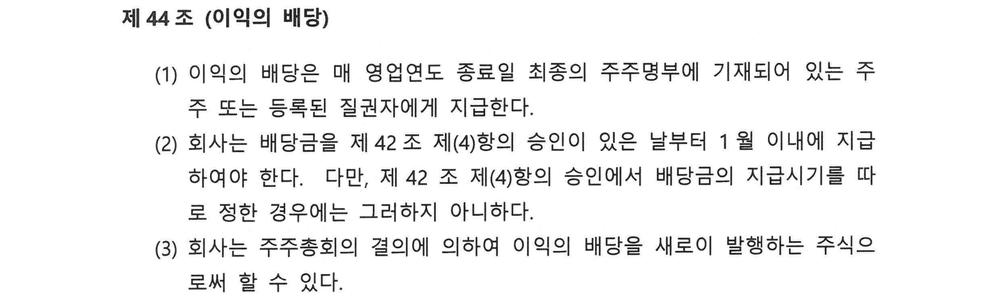 제 44 조 (이익의 배당)
(1) 이익의 배당은 매 영업연도 종료일 최종의 주주명부에 기재되어 있는 주
주 또는 등록된 질권자에게 지급한다.
(2) 회사는 배당금을 제 42 조 제(4)항의 승인이 있은 날부터 1 월 이내에 지급
하여야 한다. 다만, 제 42 조 제(4)항의 승인에서 배당금의 지급시기를 따
로 정한 경우에는 그러하지 아니하다.
(3) 회사는 주주총회의 결의에 의하여 이익의 배당을 새로이 발행하는 주식으
로써 할 수 있다.